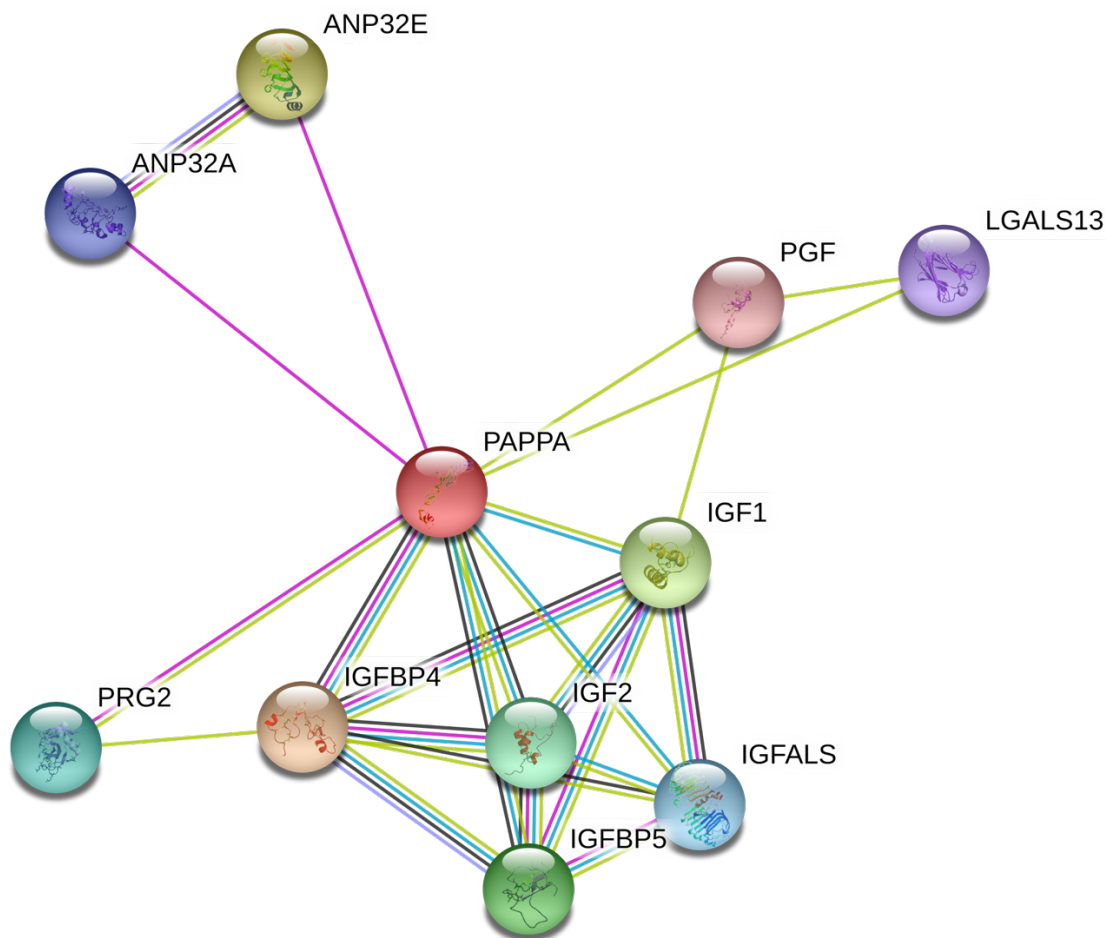 ANP32E
ANP32A
LGALS13
PGF
PAPPA
IGF1
IGFBP4
IGF2
PRG2
IGFALS
IGFBP5